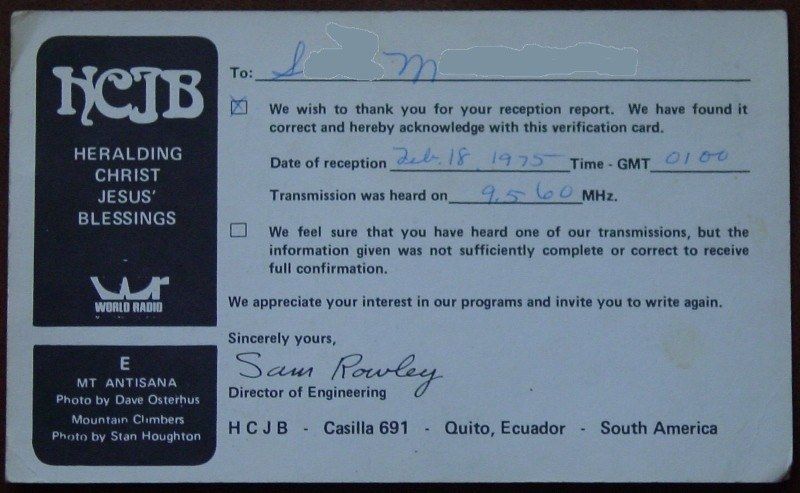 HCJB
HERALDING
CHRIST
JESUS'
BLESSINGS
WORLD RADIO
E
MT ANTISANA
Photo by Dave Osterhus
Mountain Climbers
Photo by Stan Houghton
To: S M
We wish to thank you for your reception report. We have found it
correct and hereby acknowledge with this verification card.
Date of reception Feb. 18, 1975 Time - GMT 0100
Transmission was heard on 9.560 MHz.
We feel sure that you have heard one of our transmissions, but the
information given was not sufficiently complete or correct to receive
full confirmation.
We appreciate your interest in our programs and invite you to write again.
Sincerely yours,
Sam Rowley
Director of Engineering
HCJB - Casilla 691 - Quito, Ecuador - South America